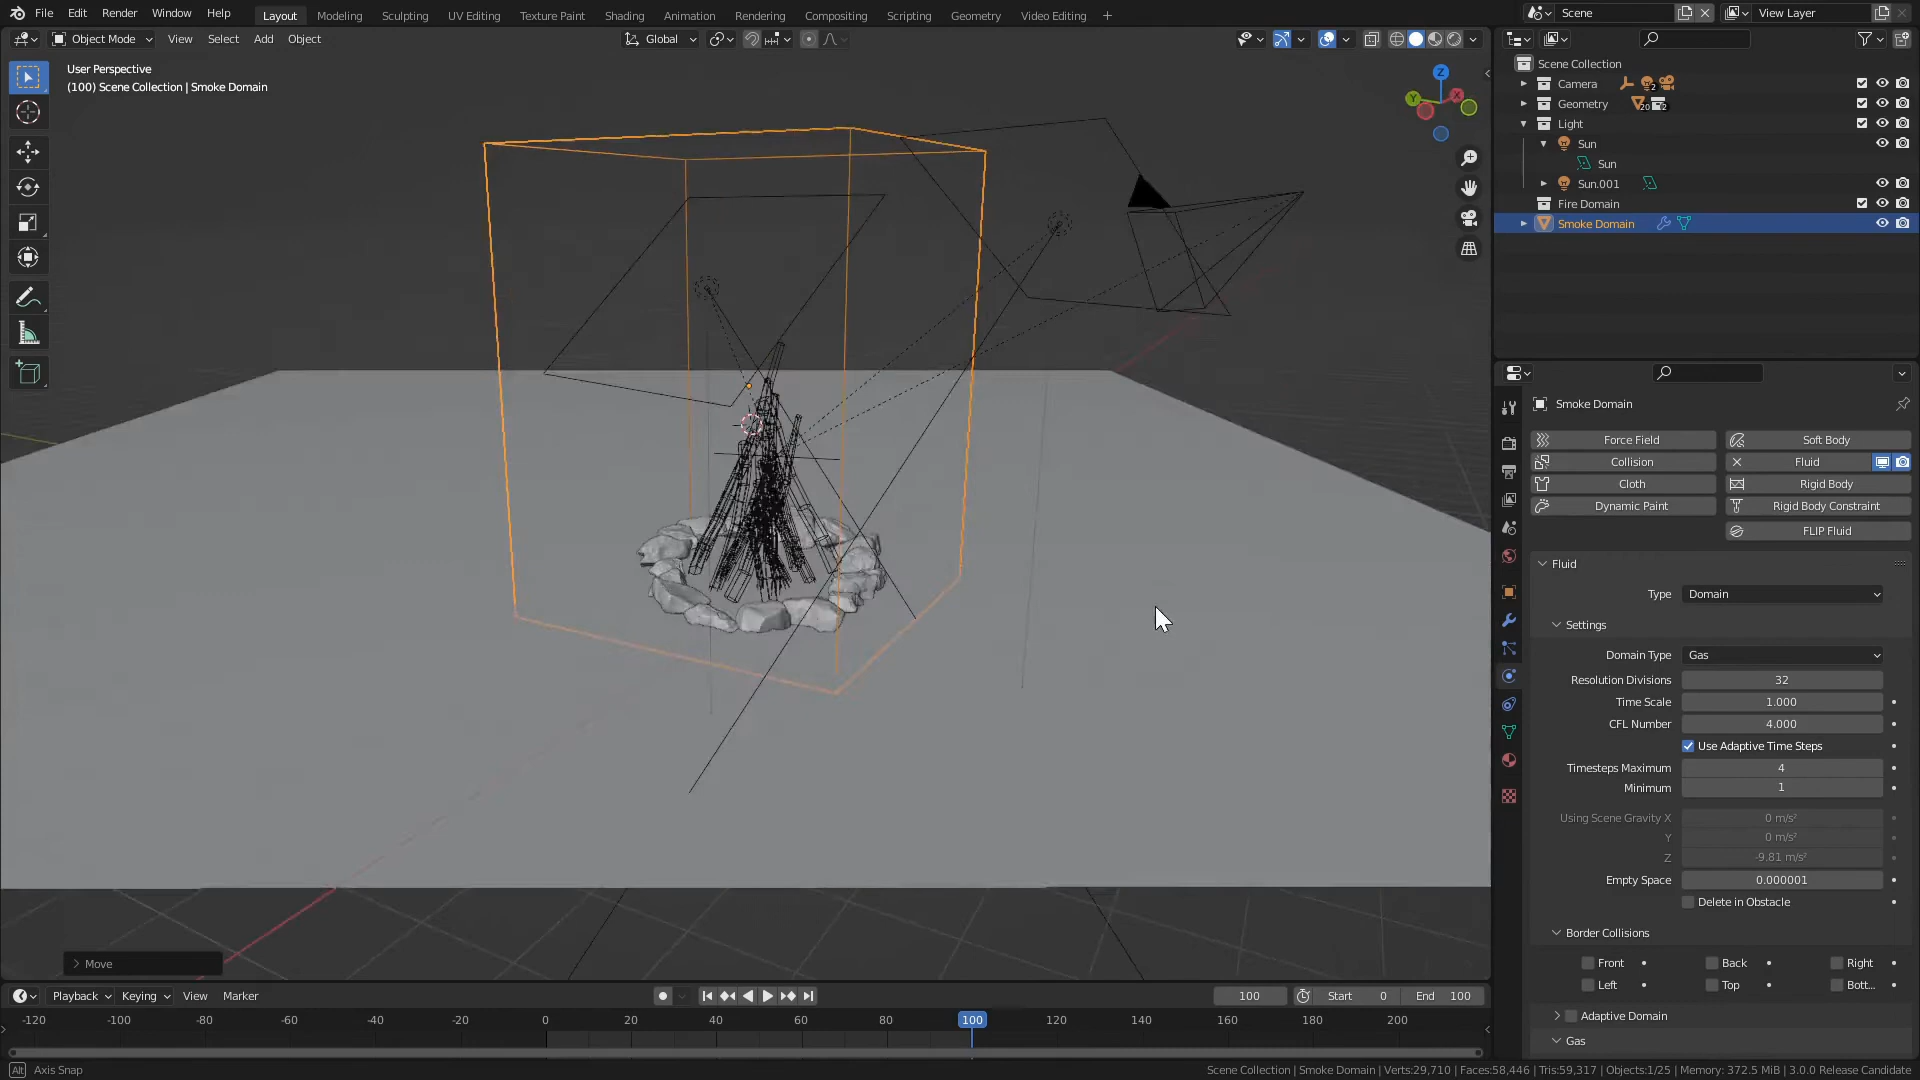 File Edit Render Window Help Layout Modeling Sculpting UV Editing Texture Paint Shading Animation Rendering Compositing Geometry Scripting Video Editing + Scene View Layer
Object Mode View Select Add Object Global
User Perspective
(100) Scene Collection | Smoke Domain
Z
Y
X
Scene Collection
Camera 2
Geometry 20 2
Light
Sun
Sun
Sun.001
Fire Domain
Smoke Domain
Smoke Domain
Force Field Soft Body
Collision Fluid
Cloth Rigid Body
Dynamic Paint Rigid Body Constraint
FLIP Fluid
Fluid
Type Domain
Settings
Domain Type Gas
Resolution Divisions 32
Time Scale 1.000
CFL Number 4.000
Use Adaptive Time Steps
Timesteps Maximum 4
Minimum 1
Using Scene Gravity X 0 m/s²
Y 0 m/s²
Z -9.81 m/s²
Empty Space 0.000001
Delete in Obstacle
Border Collisions
Front Back Right
Left Top Bott...
Adaptive Domain
Gas
Move
Playback Keying View Marker 100 Start 0 End 100
-120 -100 -80 -60 -40 -20 0 20 40 60 80 100 120 140 160 180 200
Alt Axis Snap
Scene Collection | Smoke Domain | Verts:29,710 | Faces:58,446 | Tris:59,317 | Objects:1/25 | Memory: 372.5 MiB | 3.0.0 Release Candidate